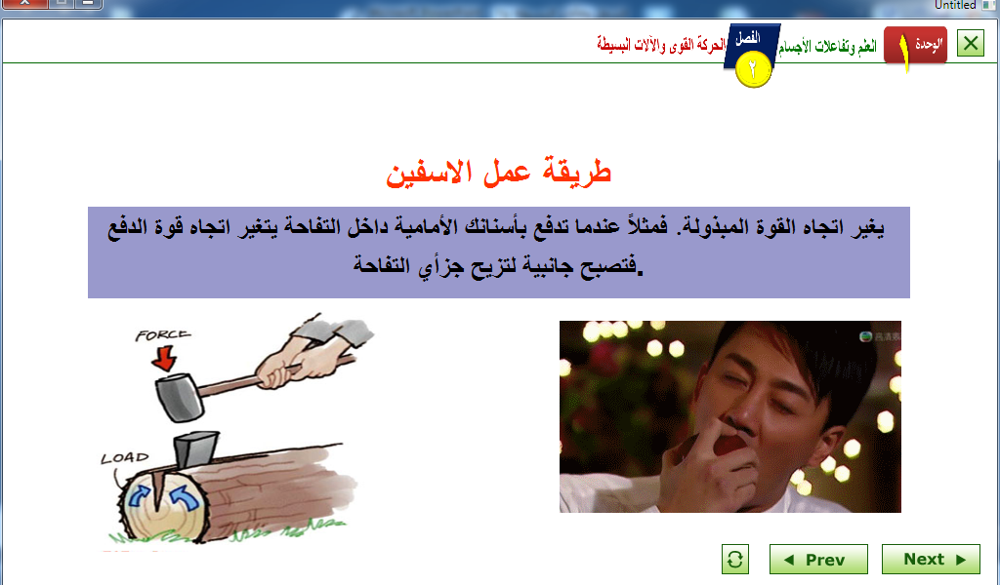 Untitled
الوحدة ١ العلم وتفاعلات الأجسام الفصل ٢ الحركة القوى والآلات البسيطة
طريقة عمل الاسفين
يغير اتجاه القوة المبذولة. فمثلاً عندما تدفع بأسنانك الأمامية داخل التفاحة يتغير اتجاه قوة الدفع
فتصبح جانبية لتزيح جزأي التفاحة.
FORCE
LOAD
Prev
Next